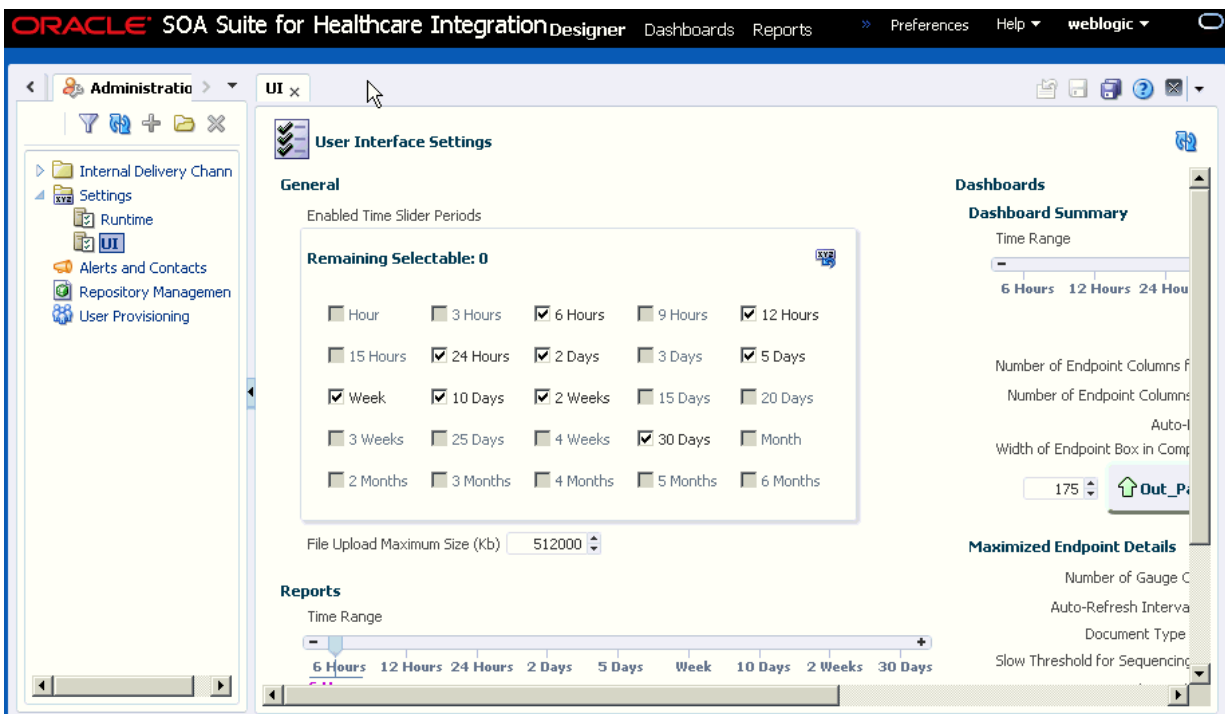 ORACLE SOA Suite for Healthcare Integration Designer Dashboards Reports » Preferences Help weblogic
Administratio
UI
User Interface Settings
Internal Delivery Chann
Settings
Runtime
UI
Alerts and Contacts
Repository Managemen
User Provisioning
General
Enabled Time Slider Periods
Remaining Selectable: 0
Hour 3 Hours 6 Hours 9 Hours 12 Hours
15 Hours 24 Hours 2 Days 3 Days 5 Days
Week 10 Days 2 Weeks 15 Days 20 Days
3 Weeks 25 Days 4 Weeks 30 Days Month
2 Months 3 Months 4 Months 5 Months 6 Months
File Upload Maximum Size (Kb) 512000
Reports
Time Range
6 Hours 12 Hours 24 Hours 2 Days 5 Days Week 10 Days 2 Weeks 30 Days
Dashboards
Dashboard Summary
Time Range
6 Hours 12 Hours 24 Hou
Number of Endpoint Columns f
Number of Endpoint Columns
Auto-
Width of Endpoint Box in Comp
175 Out_Pa
Maximized Endpoint Details
Number of Gauge C
Auto-Refresh Interva
Document Type
Slow Threshold for Sequencing